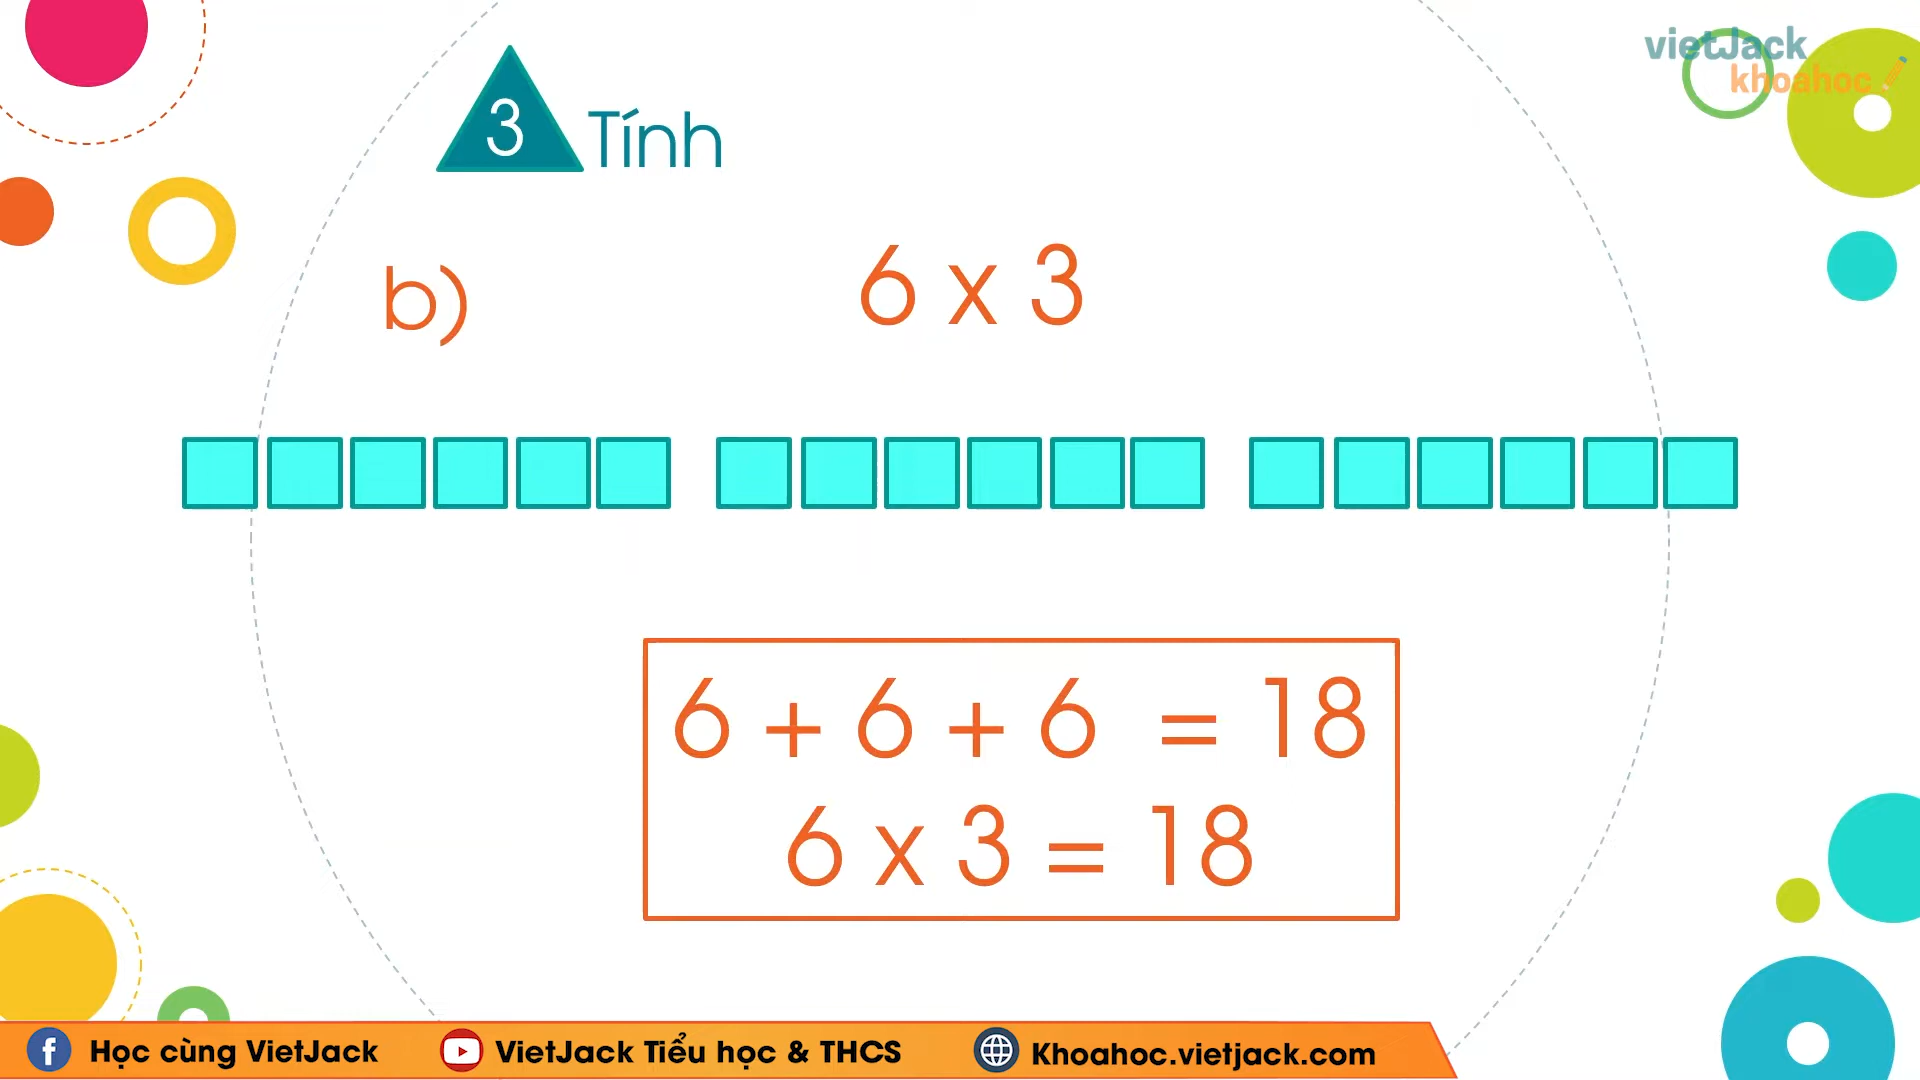 vietJack
khoahoc
3 Tính
b) 6 x 3
6 + 6 + 6 = 18
6 x 3 = 18
Học cùng VietJack
VietJack Tiểu học & THCS
Khoahoc.vietjack.com